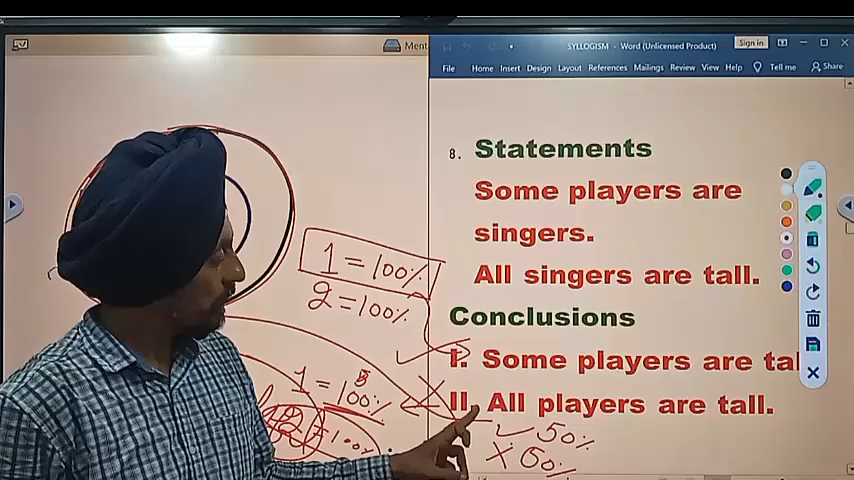 Ment
SYLLOGISM - Word (Unlicensed Product)
Sign in
File Home Insert Design Layout References Mailings Review View Help Tell me Share
8. Statements
Some players are
singers.
All singers are tall.
Conclusions
I. Some players are tal
II. All players are tall.
1 = 100%
2 = 100%
1 = 100%
✓ 50%
× 50%